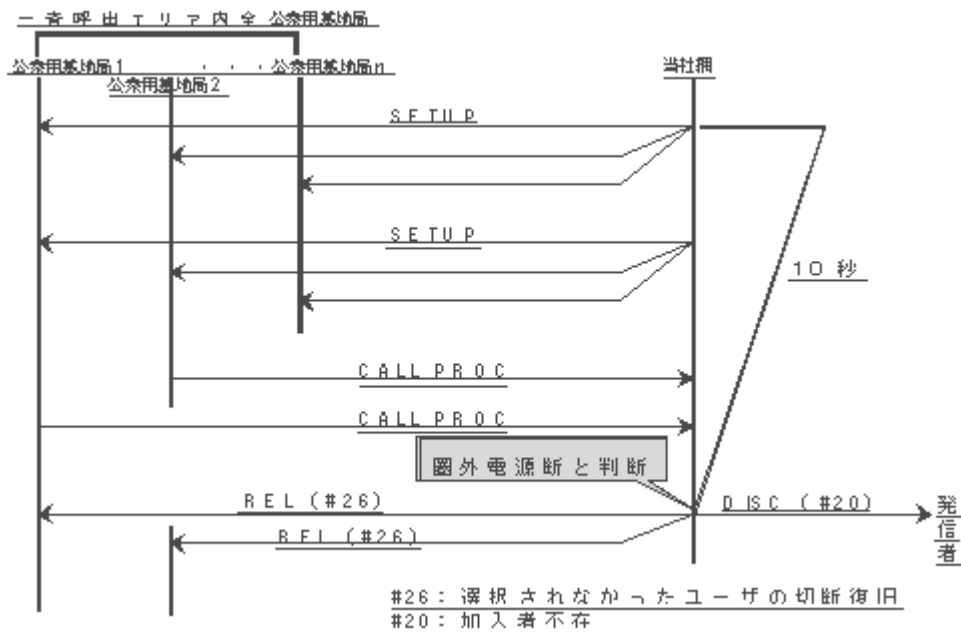 一斉呼出エリア内全公衆用基地局
公衆用基地局1 ・・・公衆用基地局n
当社網
公衆用基地局2
SETUP
SETUP
10秒
CALL PROC
CALL PROC
圏外電源断と判断
REL (#26)
DISC (#20)
発信者
REL (#26)
#26：選択されなかったユーザの切断復旧
#20：加入者不在